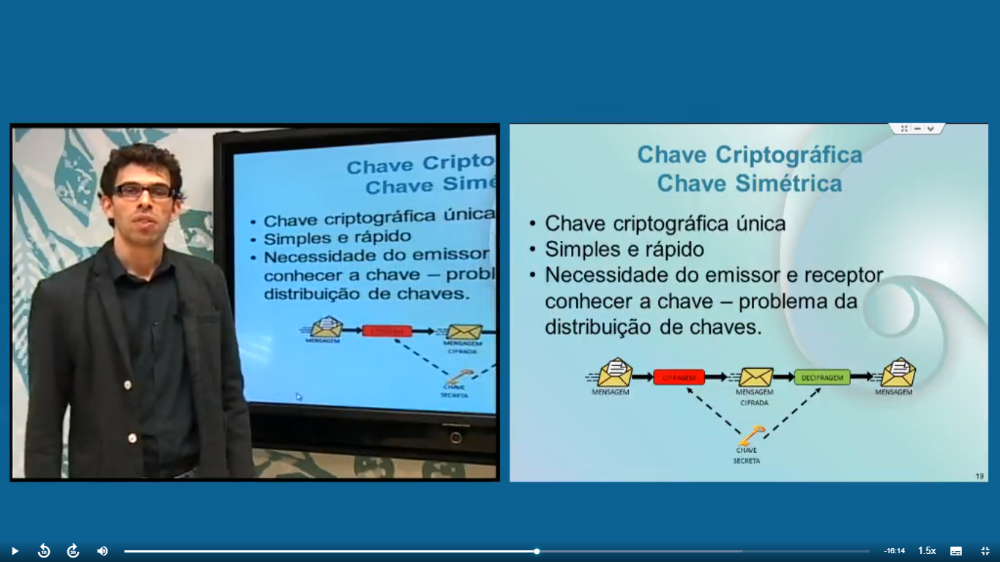 Chave Cripto
Chave Simé
• Chave criptográfica única
• Simples e rápido
• Necessidade do emissor
conhecer a chave – probl
distribuição de chaves.
MENSAGEM
MENSAGEM
CIFRADA
CHAVE
SECRETA
Chave Criptográfica
Chave Simétrica
• Chave criptográfica única
• Simples e rápido
• Necessidade do emissor e receptor
conhecer a chave – problema da
distribuição de chaves.
CIFRAGEM
DECIFRAGEM
MENSAGEM
MENSAGEM
CIFRADA
MENSAGEM
CHAVE
SECRETA
19
10
30
-16:14
1.5x